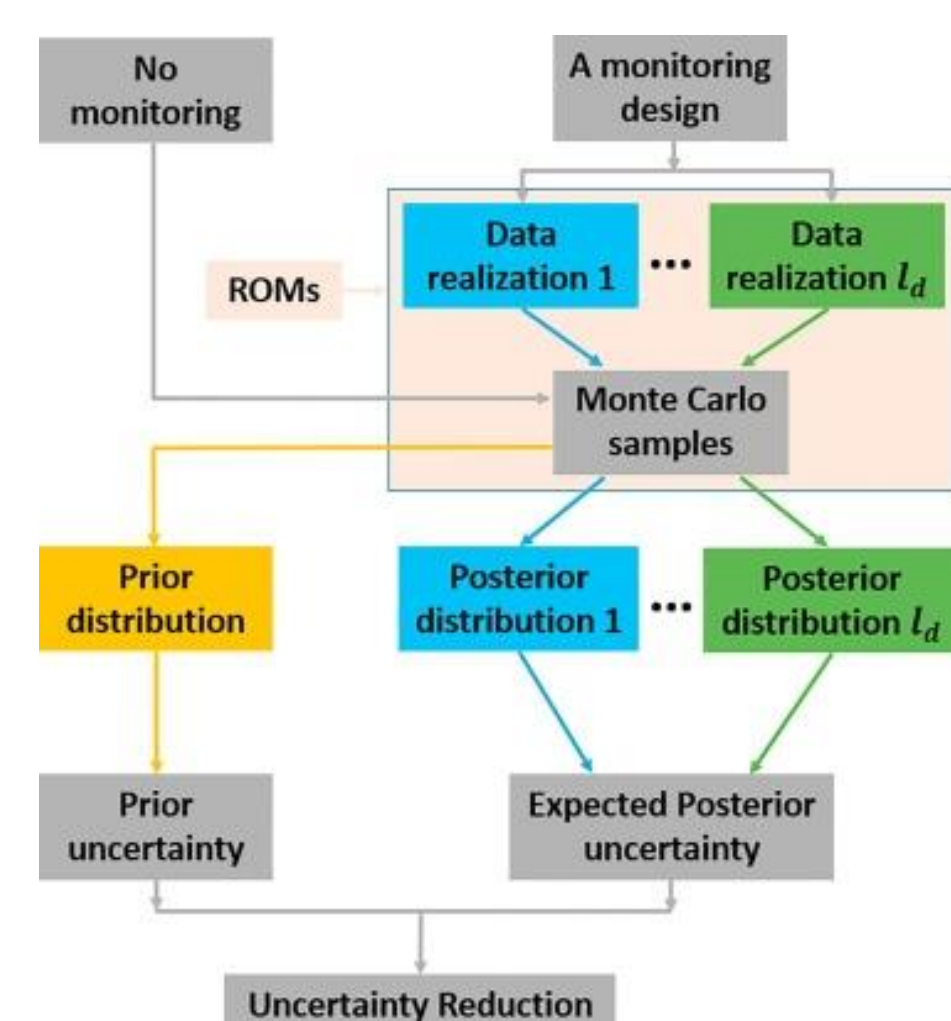 No
monitoring
A monitoring
design
Data
realization 1
...
Data
realization l_d
ROMs
Monte Carlo
samples
Prior
distribution
Posterior
distribution 1
...
Posterior
distribution l_d
Prior
uncertainty
Expected Posterior
uncertainty
Uncertainty Reduction